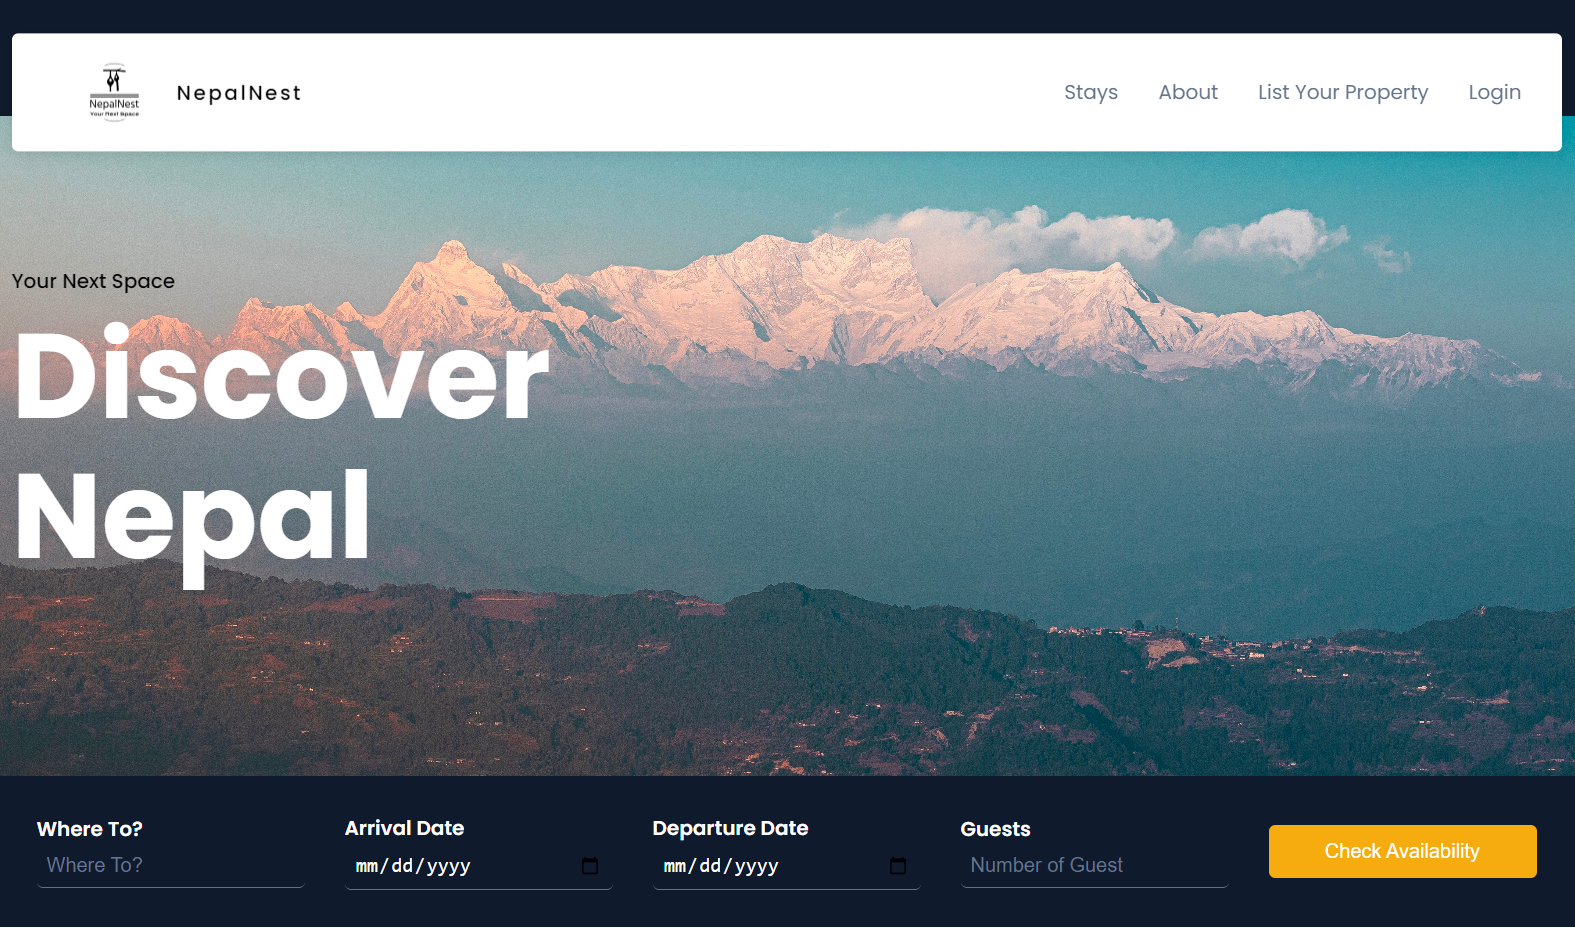 NepalNest
Your Next Space
NepalNest
Stays
About
List Your Property
Login
Your Next Space
Discover
Nepal
Where To?
Arrival Date
Departure Date
Guests
Where To?
mm/dd/yyyy
mm/dd/yyyy
Number of Guest
Check Availability